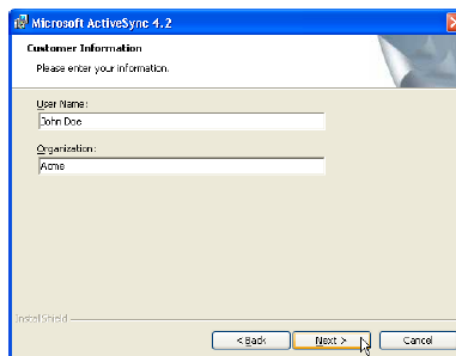 Microsoft ActiveSync 4.2
Customer Information
Please enter your information.
User Name:
John Doe
Organization:
Acme
InstallShield
< Back
Next >
Cancel